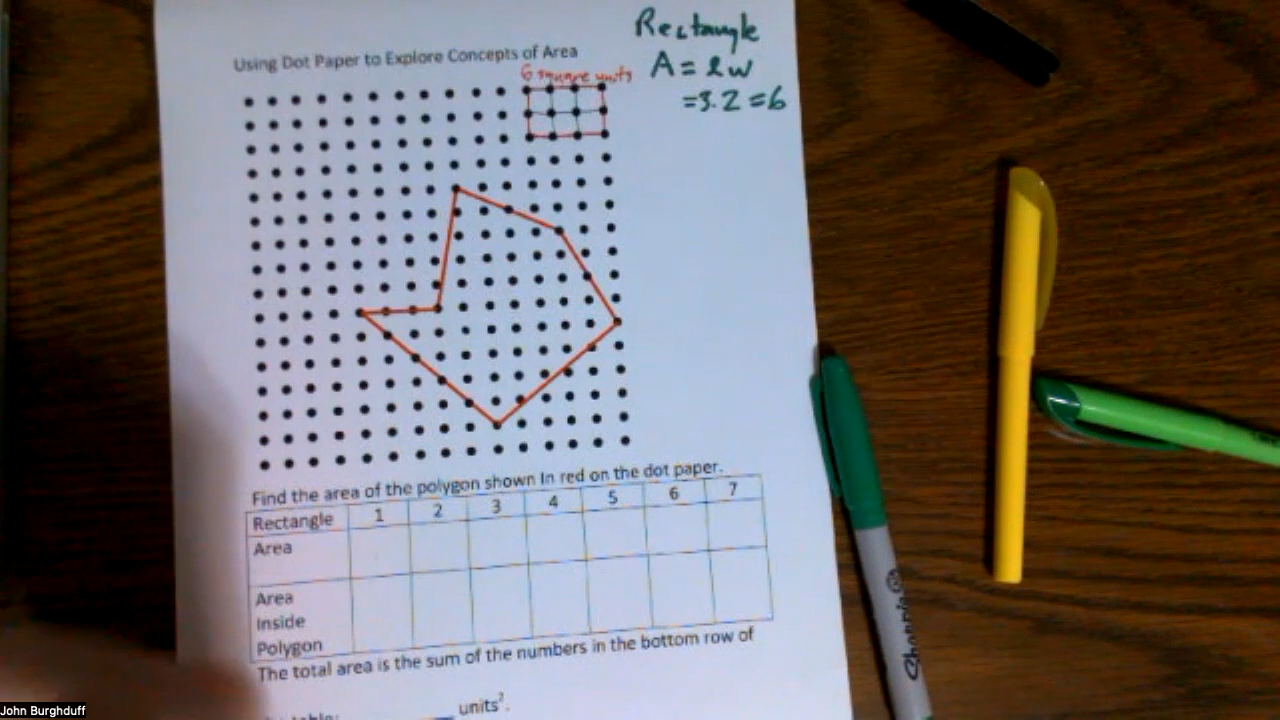 Rectangle
Using Dot Paper to Explore Concepts of Area
A = lw
6 square units
=3.2=6
Find the area of the polygon shown in red on the dot paper.
Rectangle 1 2 3 4 5 6 7
Area
Area
Inside
Polygon
The total area is the sum of the numbers in the bottom row of
table: units².
Sharpie
John Burghduff